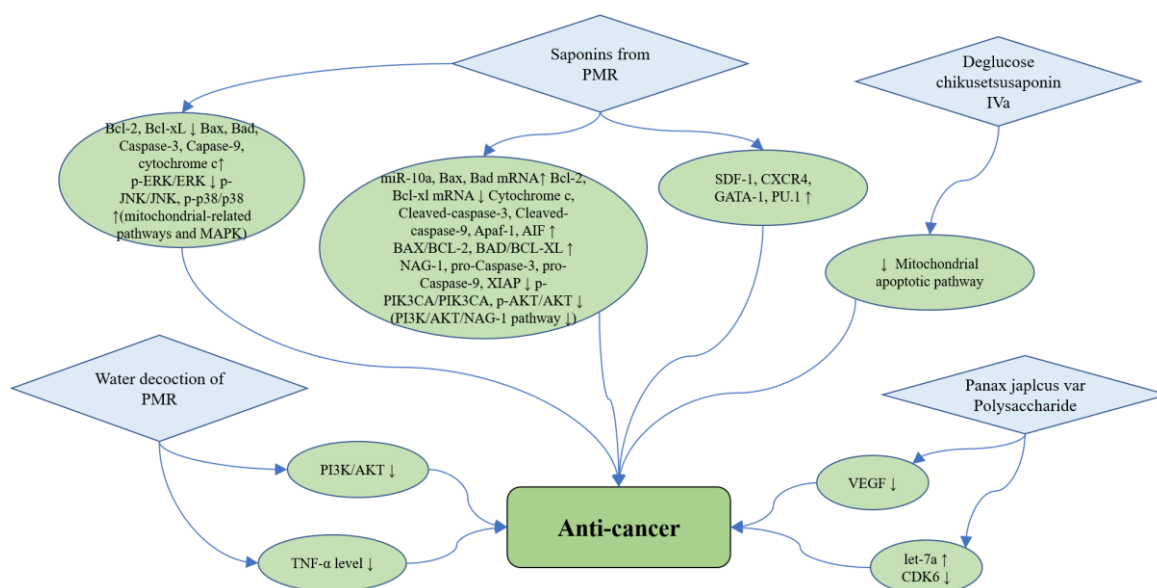 Saponins from
PMR
Deglucose
chikusetsusaponin
IVa
Bcl-2, Bcl-xL ↓ Bax, Bad,
Caspase-3, Capase-9,
cytochrome c↑
p-ERK/ERK ↓ p-
JNK/JNK, p-p38/p38
↑(mitochondrial-related
pathways and MAPK)
miR-10a, Bax, Bad mRNA↑ Bcl-2,
Bcl-xl mRNA ↓ Cytochrome c,
Cleaved-caspase-3, Cleaved-
caspase-9, Apaf-1, AIF ↑
BAX/BCL-2, BAD/BCL-XL ↑
NAG-1, pro-Caspase-3, pro-
Caspase-9, XIAP ↓ p-
PIK3CA/PIK3CA, p-AKT/AKT ↓
(PI3K/AKT/NAG-1 pathway ↓)
SDF-1, CXCR4,
GATA-1, PU.1 ↑
↓ Mitochondrial
apoptotic pathway
Water decoction of
PMR
Panax japlcus var
Polysaccharide
PI3K/AKT ↓
VEGF ↓
Anti-cancer
TNF-α level ↓
let-7a ↑
CDK6 ↓